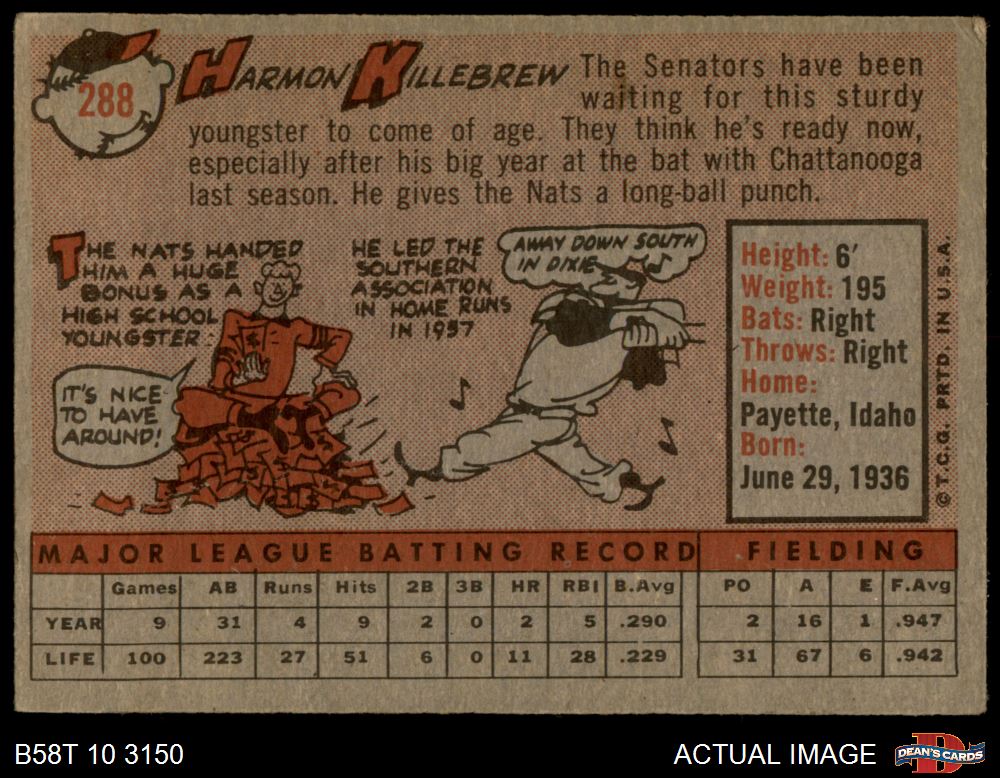 288
HARMON KILLEBREW
The Senators have been
waiting for this sturdy
youngster to come of age. They think he's ready now,
especially after his big year at the bat with Chattanooga
last season. He gives the Nats a long-ball punch.
THE NATS HANDED
HIM A HUGE
BONUS AS A
HIGH SCHOOL
YOUNGSTER.
IT'S NICE
TO HAVE
AROUND!
HE LED THE
SOUTHERN
ASSOCIATION
IN HOME RUNS
IN 1957
AWAY DOWN SOUTH
IN DIXIE
Height: 6'
Weight: 195
Bats: Right
Throws: Right
Home:
Payette, Idaho
Born:
June 29, 1936
© T.C.G. PRTD. IN U.S.A.
MAJOR LEAGUE BATTING RECORD FIELDING
Games AB Runs Hits 2B 3B HR RBI B.Avg PO A E F.Avg
YEAR 9 31 4 9 2 0 2 5 .290 2 16 1 .947
LIFE 100 223 27 51 6 0 11 28 .229 31 67 6 .942
B58T 10 3150
ACTUAL IMAGE
DEAN'S CARDS